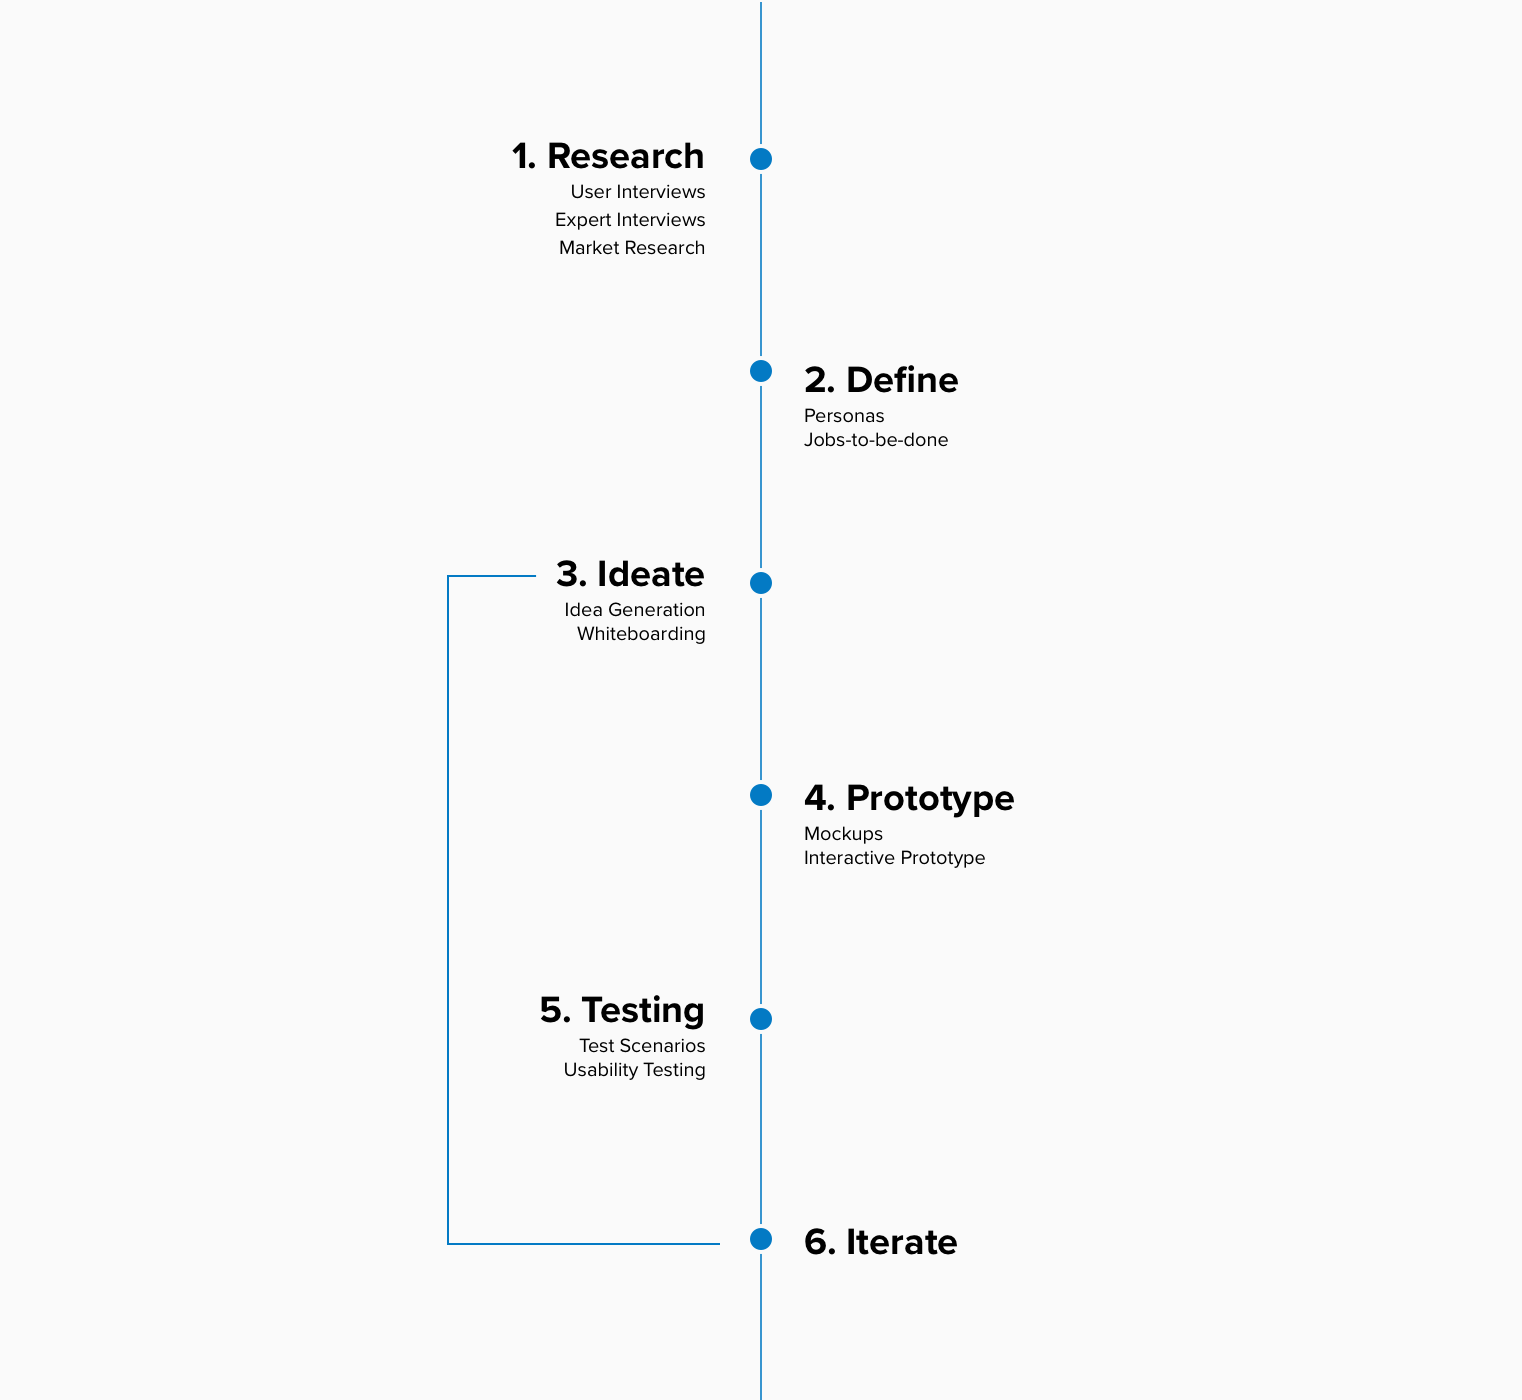 1. Research
User Interviews
Expert Interviews
Market Research
2. Define
Personas
Jobs-to-be-done
3. Ideate
Idea Generation
Whiteboarding
4. Prototype
Mockups
Interactive Prototype
5. Testing
Test Scenarios
Usability Testing
6. Iterate